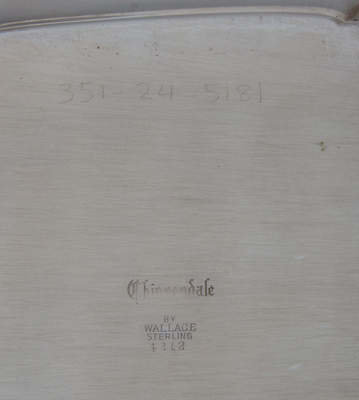 351-24 5181
Chippendale
BY
WALLACE
STERLING